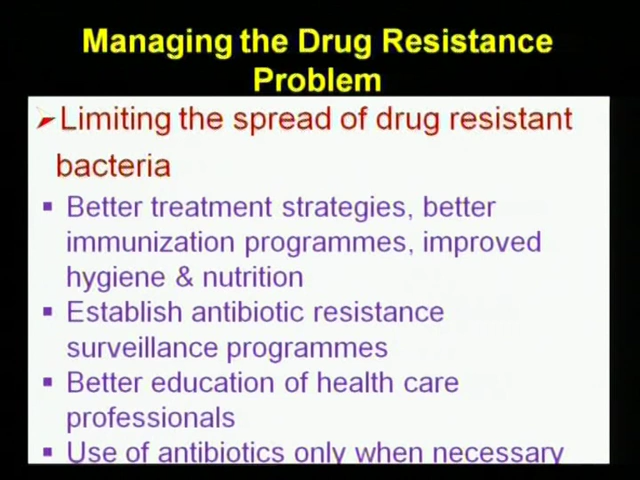 Managing the Drug Resistance
Problem
➢Limiting the spread of drug resistant
bacteria
▪ Better treatment strategies, better
immunization programmes, improved
hygiene & nutrition
▪ Establish antibiotic resistance
surveillance programmes
▪ Better education of health care
professionals
▪ Use of antibiotics only when necessary